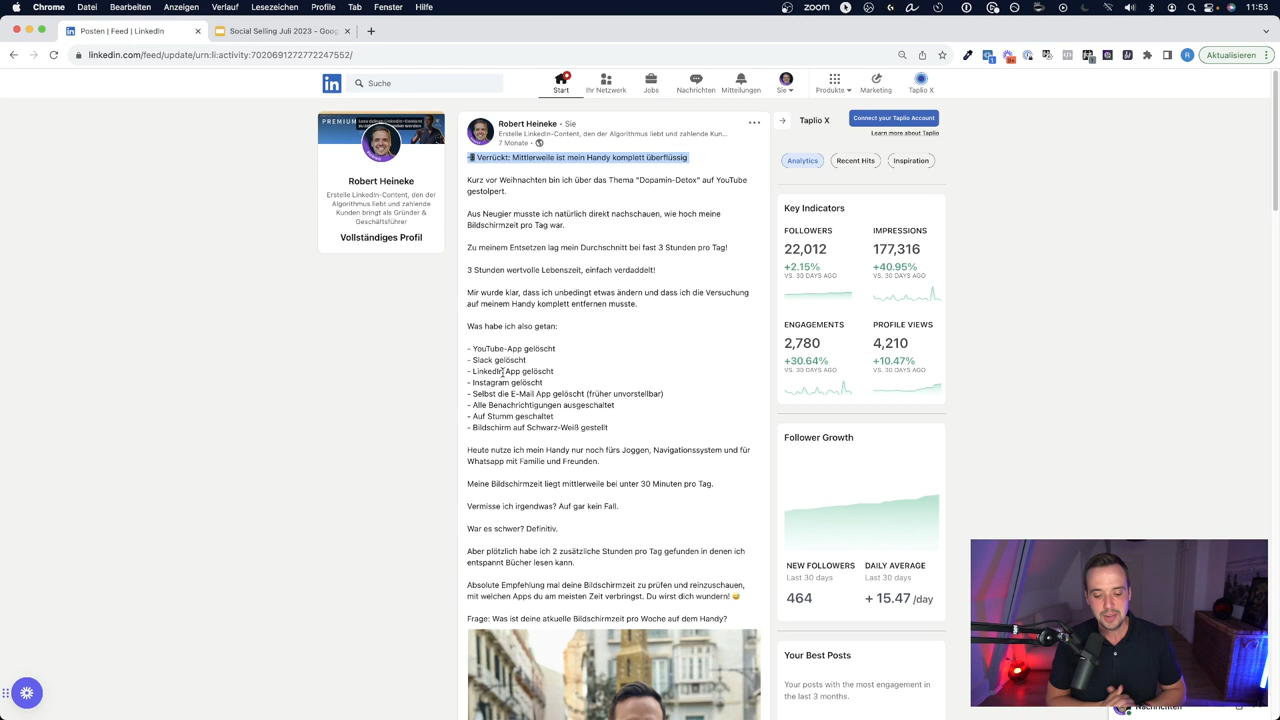 Posten | Feed | LinkedIn
Social Selling Juli 2023 – Goog
linkedin.com/feed/update/urn:li:activity:7020691272772247552/
Aktualisieren
Suche
Start
Ihr Netzwerk
Jobs
Nachrichten
Mitteilungen
Sie
Produkte
Marketing
Taplio X
PREMIUM
Robert Heineke
Erstelle LinkedIn-Content, den der
Algorithmus liebt und zahlende
Kunden bringt als Gründer &
Geschäftsführer
Vollständiges Profil
Robert Heineke • Sie
Erstelle LinkedIn-Content, den der Algorithmus liebt und zahlende Kun...
7 Monate •
Verrückt: Mittlerweile ist mein Handy komplett überflüssig
Kurz vor Weihnachten bin ich über das Thema "Dopamin-Detox" auf YouTube
gestolpert.
Aus Neugier musste ich natürlich direkt nachschauen, wie hoch meine
Bildschirmzeit pro Tag war.
Zu meinem Entsetzen lag mein Durchschnitt bei fast 3 Stunden pro Tag!
3 Stunden wertvolle Lebenszeit, einfach verdaddelt!
Mir wurde klar, dass ich unbedingt etwas ändern und dass ich die Versuchung
auf meinem Handy komplett entfernen musste.
Was habe ich also getan:
- YouTube-App gelöscht
- Slack gelöscht
- LinkedIn App gelöscht
- Instagram gelöscht
- Selbst die E-Mail App gelöscht (früher unvorstellbar)
- Alle Benachrichtigungen ausgeschaltet
- Auf Stumm geschaltet
- Bildschirm auf Schwarz-Weiß gestellt
Heute nutze ich mein Handy nur noch fürs Joggen, Navigationssystem und für
Whatsapp mit Familie und Freunden.
Meine Bildschirmzeit liegt mittlerweile bei unter 30 Minuten pro Tag.
Vermisse ich irgendwas? Auf gar kein Fall.
War es schwer? Definitiv.
Aber plötzlich habe ich 2 zusätzliche Stunden pro Tag gefunden in denen ich
entspannt Bücher lesen kann.
Absolute Empfehlung mal deine Bildschirmzeit zu prüfen und reinzuschauen,
mit welchen Apps du am meisten Zeit verbringst. Du wirst dich wundern! 😅
Frage: Was ist deine atkuelle Bildschirmzeit pro Woche auf dem Handy?
Taplio X
Connect your Taplio Account
Learn more about Taplio
Analytics
Recent Hits
Inspiration
Key Indicators
FOLLOWERS
IMPRESSIONS
22,012
177,316
+2.15%
+40.95%
VS. 30 DAYS AGO
VS. 30 DAYS AGO
ENGAGEMENTS
PROFILE VIEWS
2,780
4,210
+30.64%
+10.47%
VS. 30 DAYS AGO
VS. 30 DAYS AGO
Follower Growth
NEW FOLLOWERS
DAILY AVERAGE
Last 30 days
Last 30 days
464
+ 15.47 /day
Your Best Posts
Your posts with the most engagement in
the last 3 months.
Nachrichten